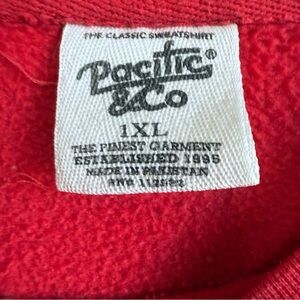 THE CLASSIC SWEATSHIRT
Pacific®
& Co
1XL
THE FINEST GARMENT
ESTABLISHED 1995
MADE IN PAKISTAN